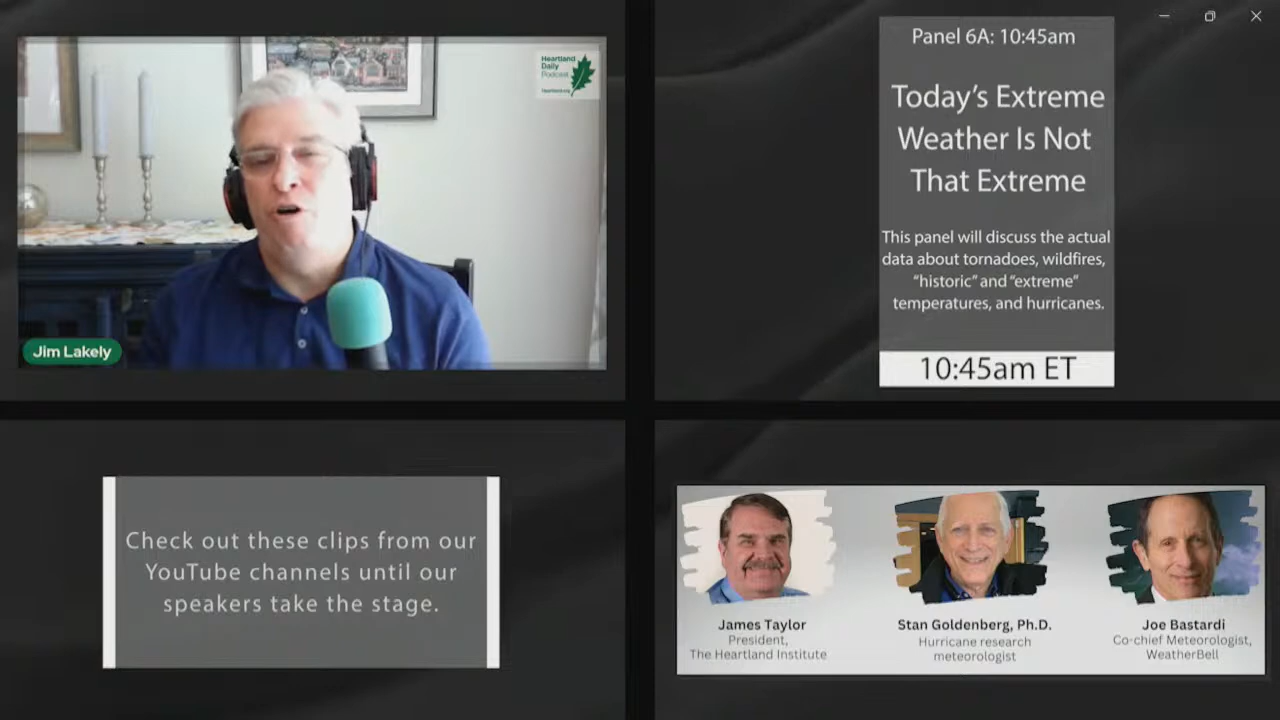 Heartland
Daily
Podcast
Heartland.org
Jim Lakely
Panel 6A: 10:45am
Today's Extreme
Weather Is Not
That Extreme
This panel will discuss the actual
data about tornadoes, wildfires,
“historic” and “extreme”
temperatures, and hurricanes.
10:45am ET
Check out these clips from our
YouTube channels until our
speakers take the stage.
James Taylor
President,
The Heartland Institute
Stan Goldenberg, Ph.D.
Hurricane research
meteorologist
Joe Bastardi
Co-chief Meteorologist,
WeatherBell